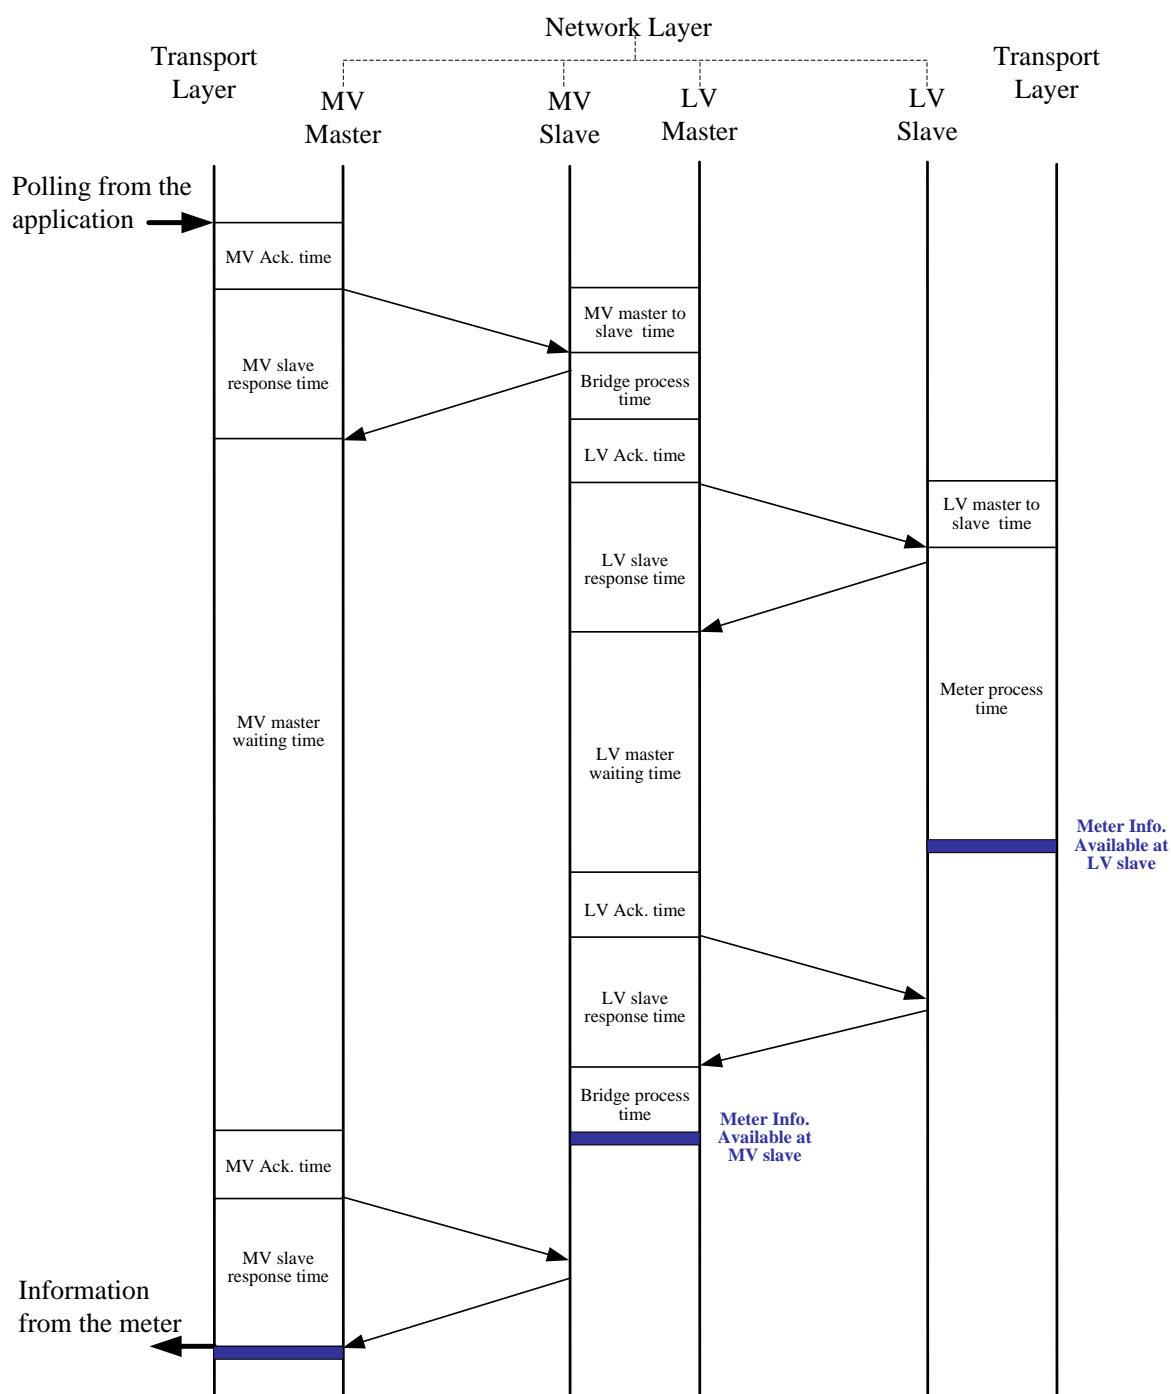 Network Layer
Transport
Layer
MV
Master
MV
Slave
LV
Master
LV
Slave
Transport
Layer
Polling from the
application
MV Ack. time
MV master to
slave time
MV slave
response time
Bridge process
time
LV Ack. time
LV master to
slave time
LV slave
response time
Meter process
time
MV master
waiting time
LV master
waiting time
Meter Info.
Available at
LV slave
LV Ack. time
LV slave
response time
Bridge process
time
Meter Info.
Available at
MV slave
MV Ack. time
MV slave
response time
Information
from the meter